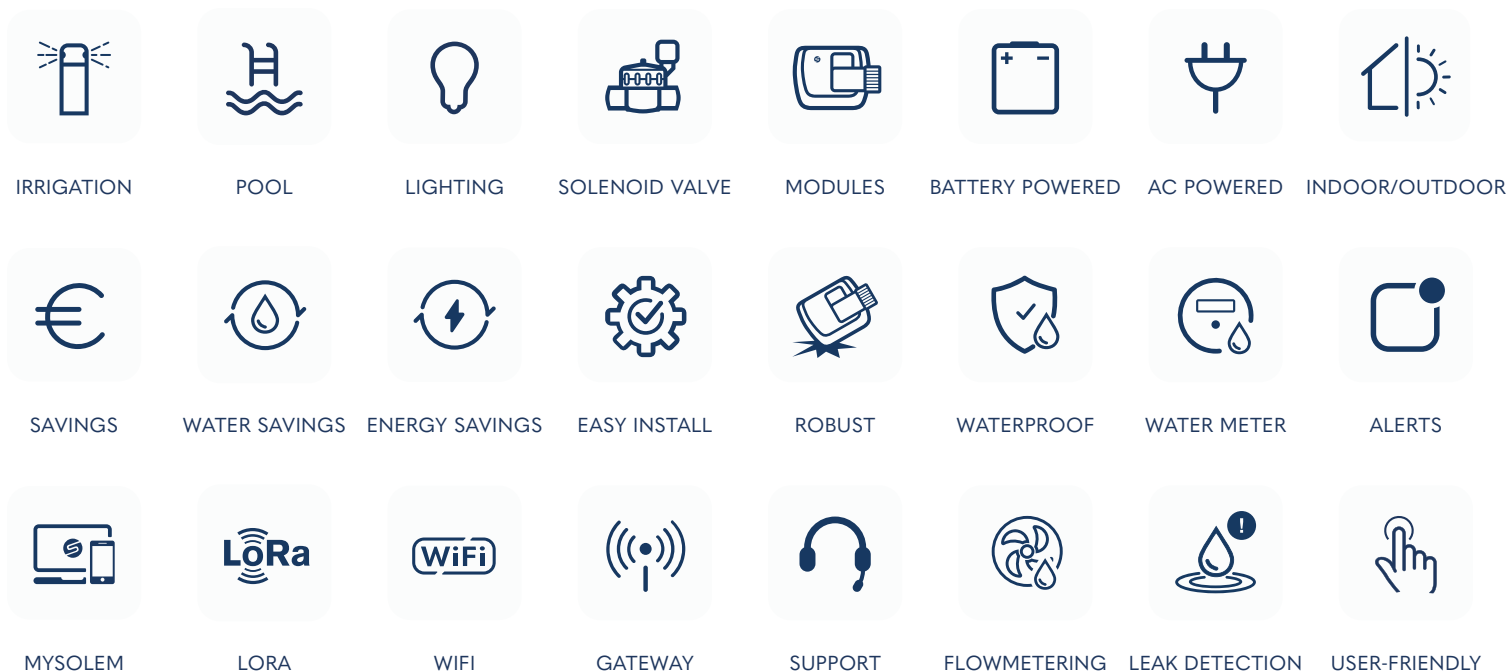 IRRIGATION
POOL
LIGHTING
SOLENOID VALVE
MODULES
BATTERY POWERED
AC POWERED
INDOOR/OUTDOOR
SAVINGS
WATER SAVINGS
ENERGY SAVINGS
EASY INSTALL
ROBUST
WATERPROOF
WATER METER
ALERTS
LoRa
WiFi
!
MYSOLEM
LORA
WIFI
GATEWAY
SUPPORT
FLOWMETERING
LEAK DETECTION
USER-FRIENDLY